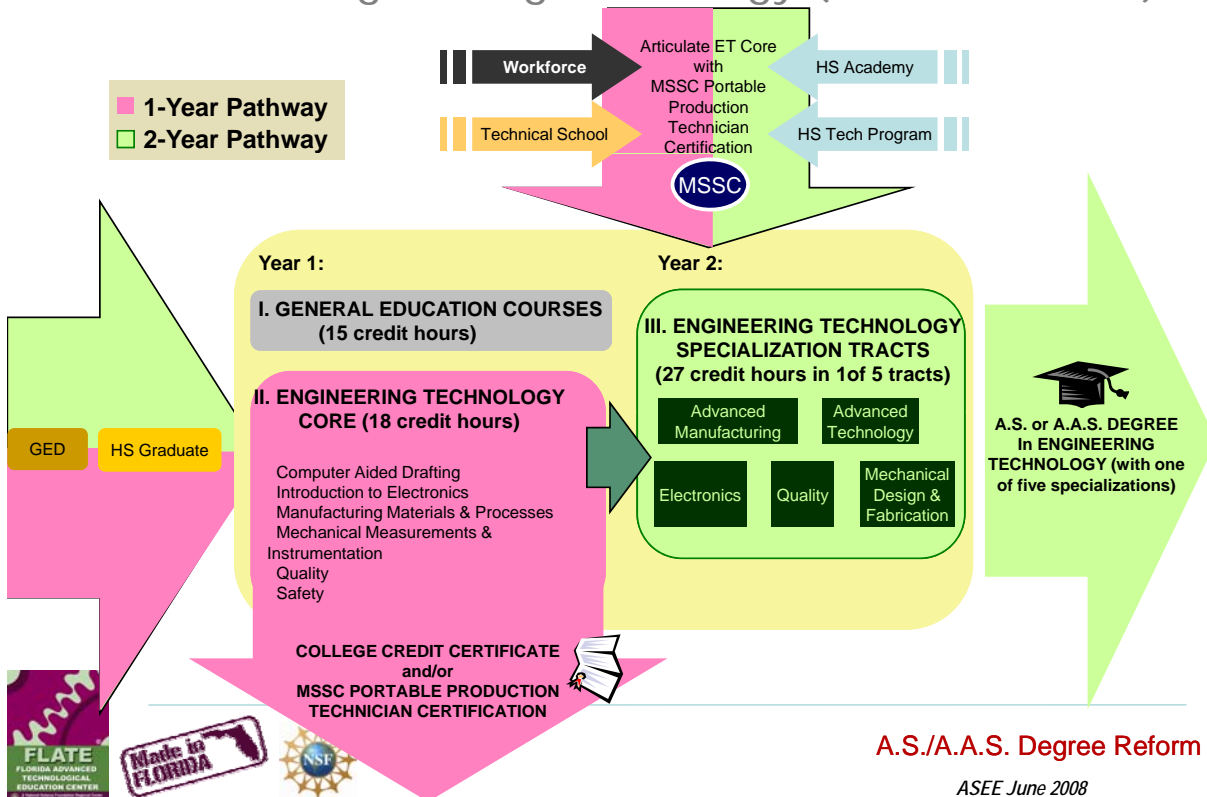 Articulate ET Core
with
MSSC Portable
Production
Technician
Certification
MSSC
Workforce
Technical School
HS Academy
HS Tech Program
1-Year Pathway
2-Year Pathway
Year 1:
Year 2:
I. GENERAL EDUCATION COURSES
(15 credit hours)
II. ENGINEERING TECHNOLOGY
CORE (18 credit hours)
Computer Aided Drafting
Introduction to Electronics
Manufacturing Materials & Processes
Mechanical Measurements &
Instrumentation
Quality
Safety
COLLEGE CREDIT CERTIFICATE
and/or
MSSC PORTABLE PRODUCTION
TECHNICIAN CERTIFICATION
III. ENGINEERING TECHNOLOGY
SPECIALIZATION TRACTS
(27 credit hours in 1of 5 tracts)
Advanced
Manufacturing
Advanced
Technology
Electronics
Quality
Mechanical
Design &
Fabrication
GED
HS Graduate
A.S. or A.A.S. DEGREE
In ENGINEERING
TECHNOLOGY (with one
of five specializations)
FLATE
FLORIDA ADVANCED
TECHNOLOGICAL
EDUCATION CENTER
Made in
FLORIDA
NSF
A.S./A.A.S. Degree Reform
ASEE June 2008